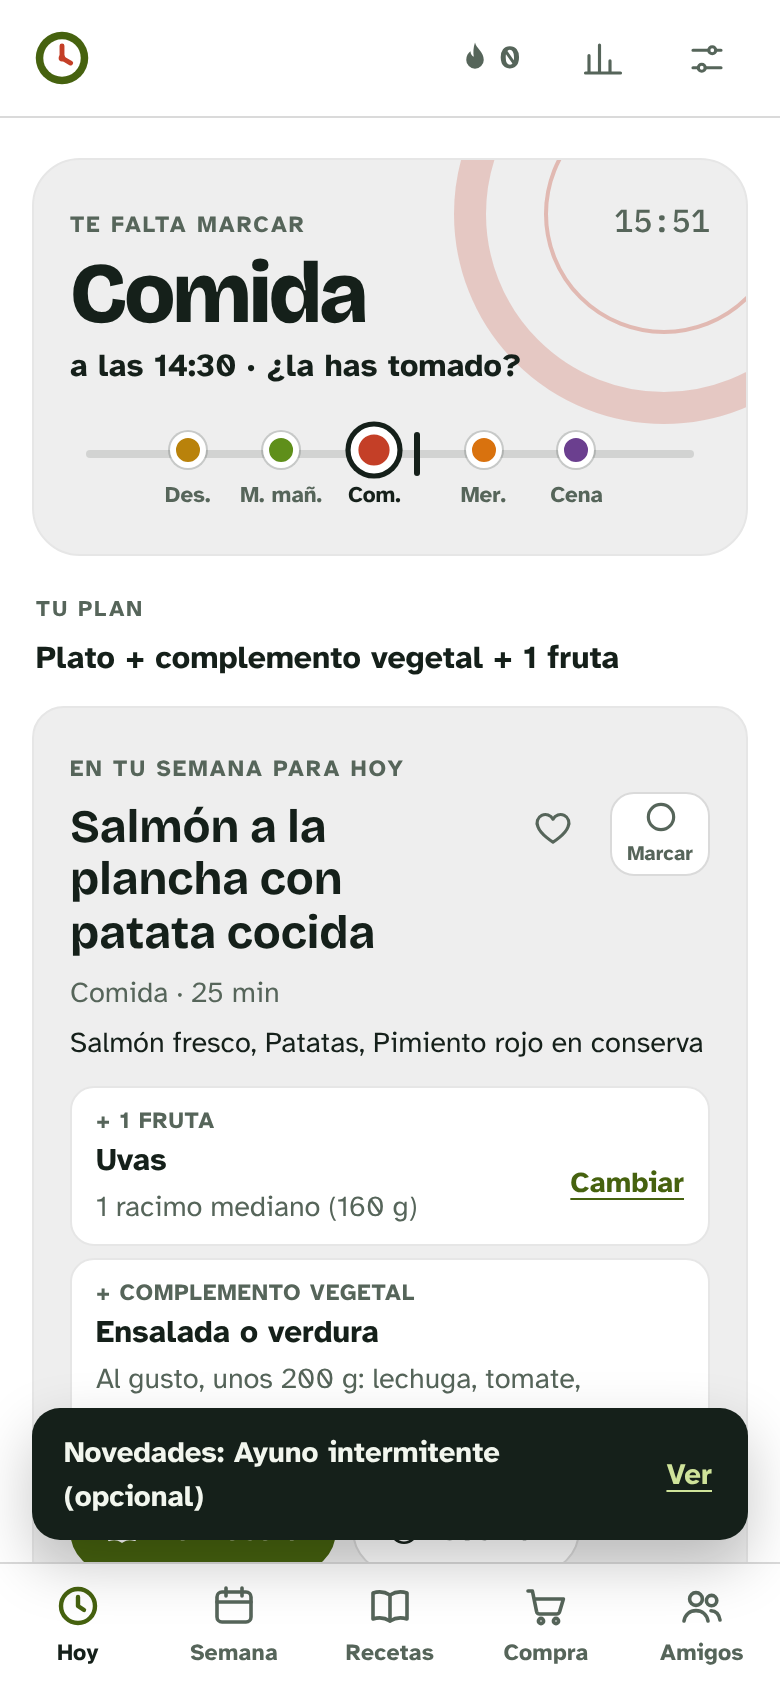 0
TE FALTA MARCAR
15:51
Comida
a las 14:30 · ¿la has tomado?
Des.
M. mañ.
Com.
Mer.
Cena
TU PLAN
Plato + complemento vegetal + 1 fruta
EN TU SEMANA PARA HOY
Salmón a la
plancha con
patata cocida
Marcar
Comida · 25 min
Salmón fresco, Patatas, Pimiento rojo en conserva
+ 1 FRUTA
Uvas
1 racimo mediano (160 g)
Cambiar
+ COMPLEMENTO VEGETAL
Ensalada o verdura
Al gusto, unos 200 g: lechuga, tomate,
Novedades: Ayuno intermitente
(opcional)
Ver
Hoy
Semana
Recetas
Compra
Amigos